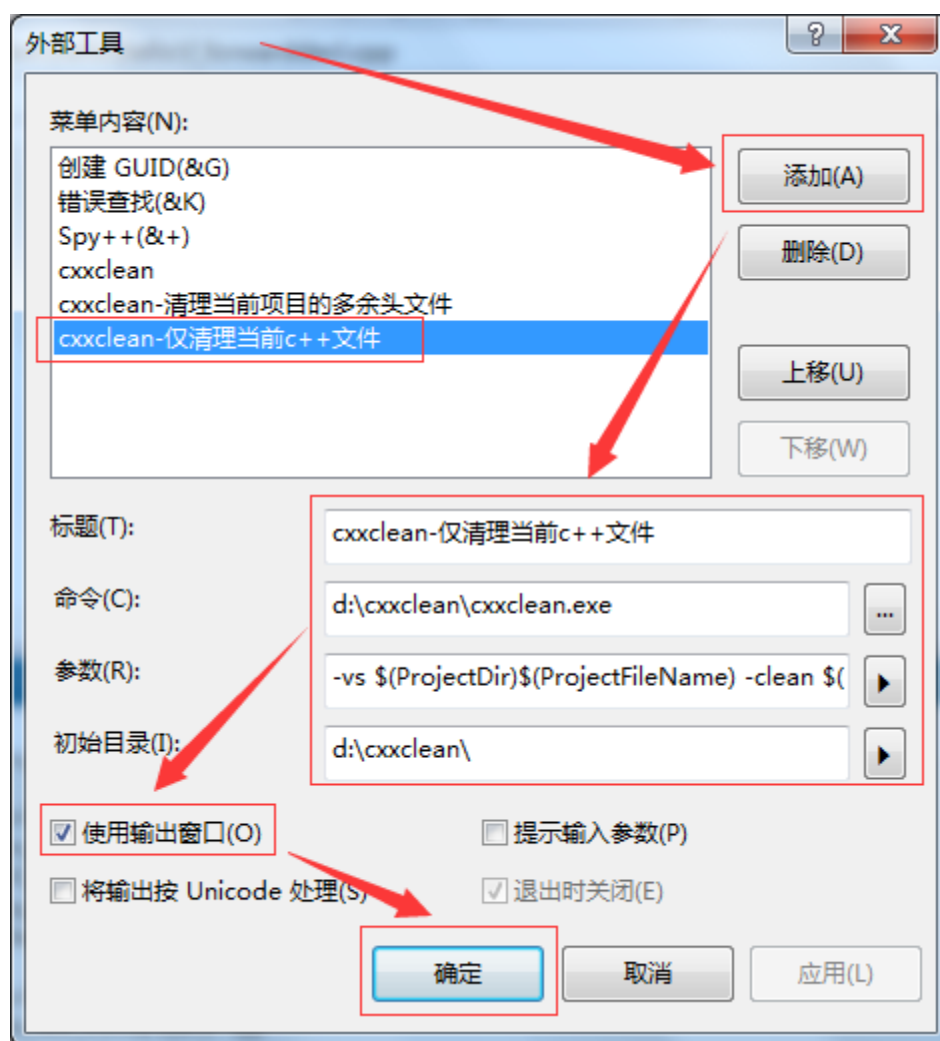 外部工具
菜单内容(N):
创建 GUID(&G)
错误查找(&K)
Spy++(&+)
cxxclean
cxxclean-清理当前项目的多余头文件
cxxclean-仅清理当前c++文件
添加(A)
删除(D)
上移(U)
下移(W)
标题(T):
cxxclean-仅清理当前c++文件
命令(C):
d:\cxxclean\cxxclean.exe
...
参数(R):
-vs $(ProjectDir)$(ProjectFileName) -clean $(
初始目录(I):
d:\cxxclean\
使用输出窗口(O)
提示输入参数(P)
将输出按 Unicode 处理(S)
退出时关闭(E)
确定
取消
应用(L)